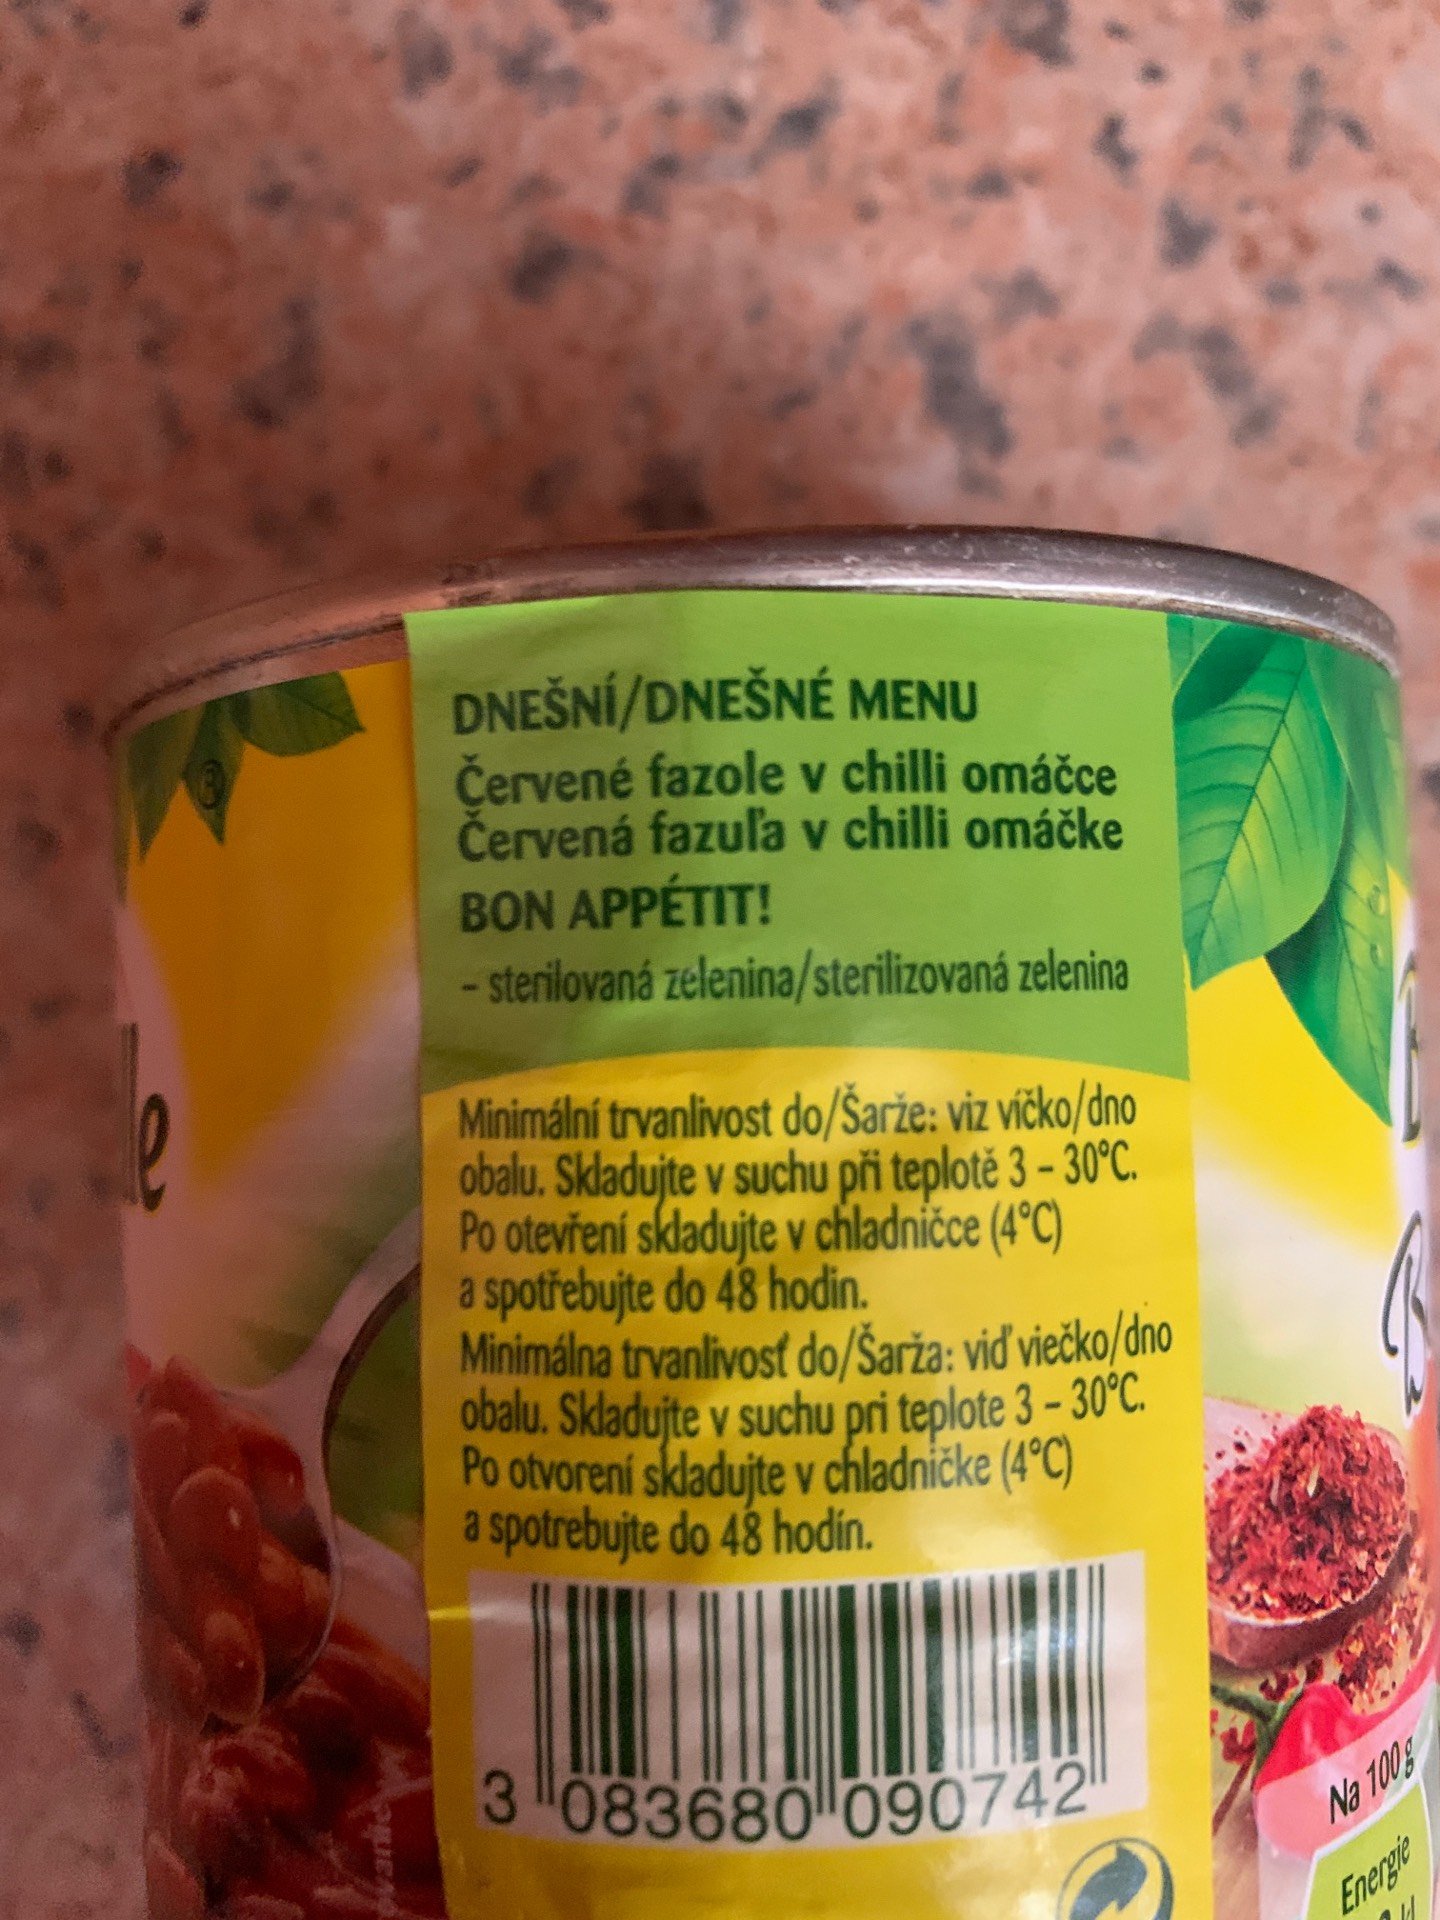 DNEŠNÍ/DNEŠNÉ MENU
Červené fazole v chilli omáčce
Červená fazuľa v chilli omáčke
BON APPÉTIT!
- sterilovaná zelenina/sterilizovaná zelenina
Minimální trvanlivost do/Šarže: viz víčko/dno
obalu. Skladujte v suchu při teplotě 3 – 30°C.
Po otevření skladujte v chladničce (4°C)
a spotřebujte do 48 hodin.
Minimálna trvanlivosť do/Šarža: viď viečko/dno
obalu. Skladujte v suchu pri teplote 3 – 30°C.
Po otvorení skladujte v chladničke (4°C)
a spotrebujte do 48 hodín.
3 083680 090742
®
lle
Na 100 g
Energie